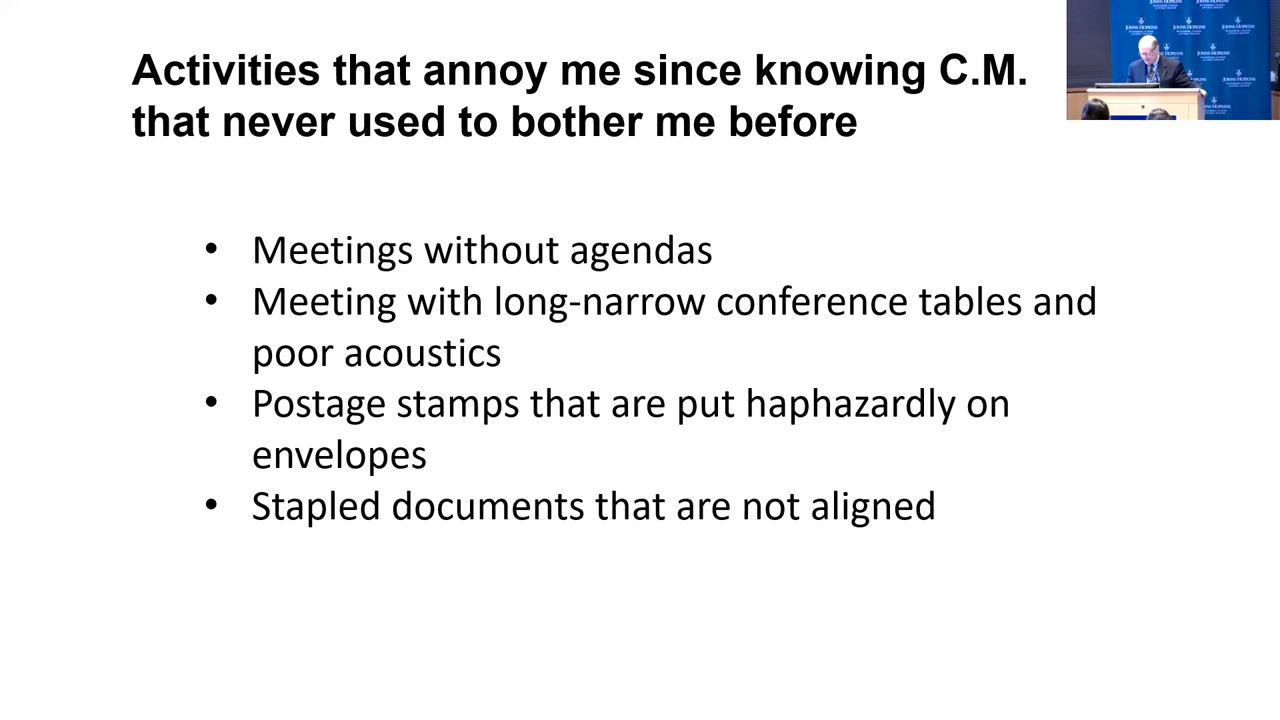 Activities that annoy me since knowing C.M.
that never used to bother me before
• Meetings without agendas
• Meeting with long-narrow conference tables and
poor acoustics
• Postage stamps that are put haphazardly on
envelopes
• Stapled documents that are not aligned
JOHNS HOPKINS